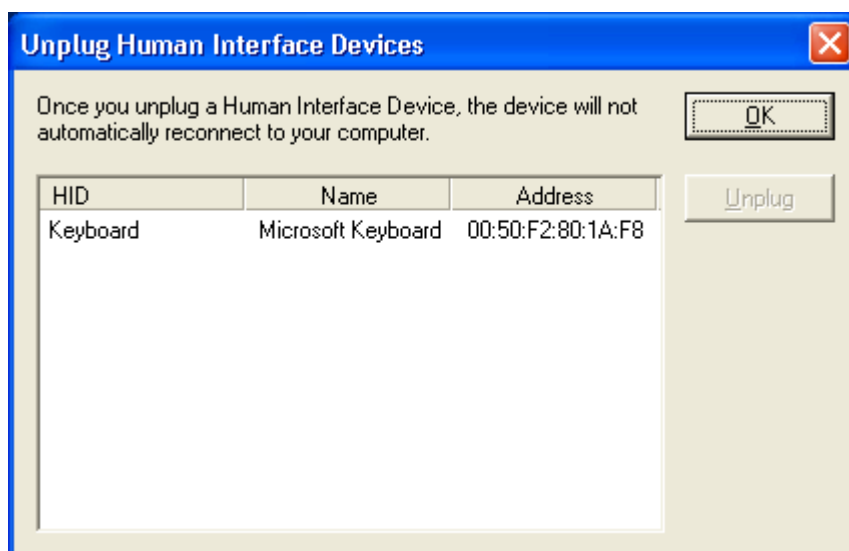 Unplug Human Interface Devices
Once you unplug a Human Interface Device, the device will not
automatically reconnect to your computer.
OK
Unplug
HID Name Address
Keyboard Microsoft Keyboard 00:50:F2:80:1A:F8